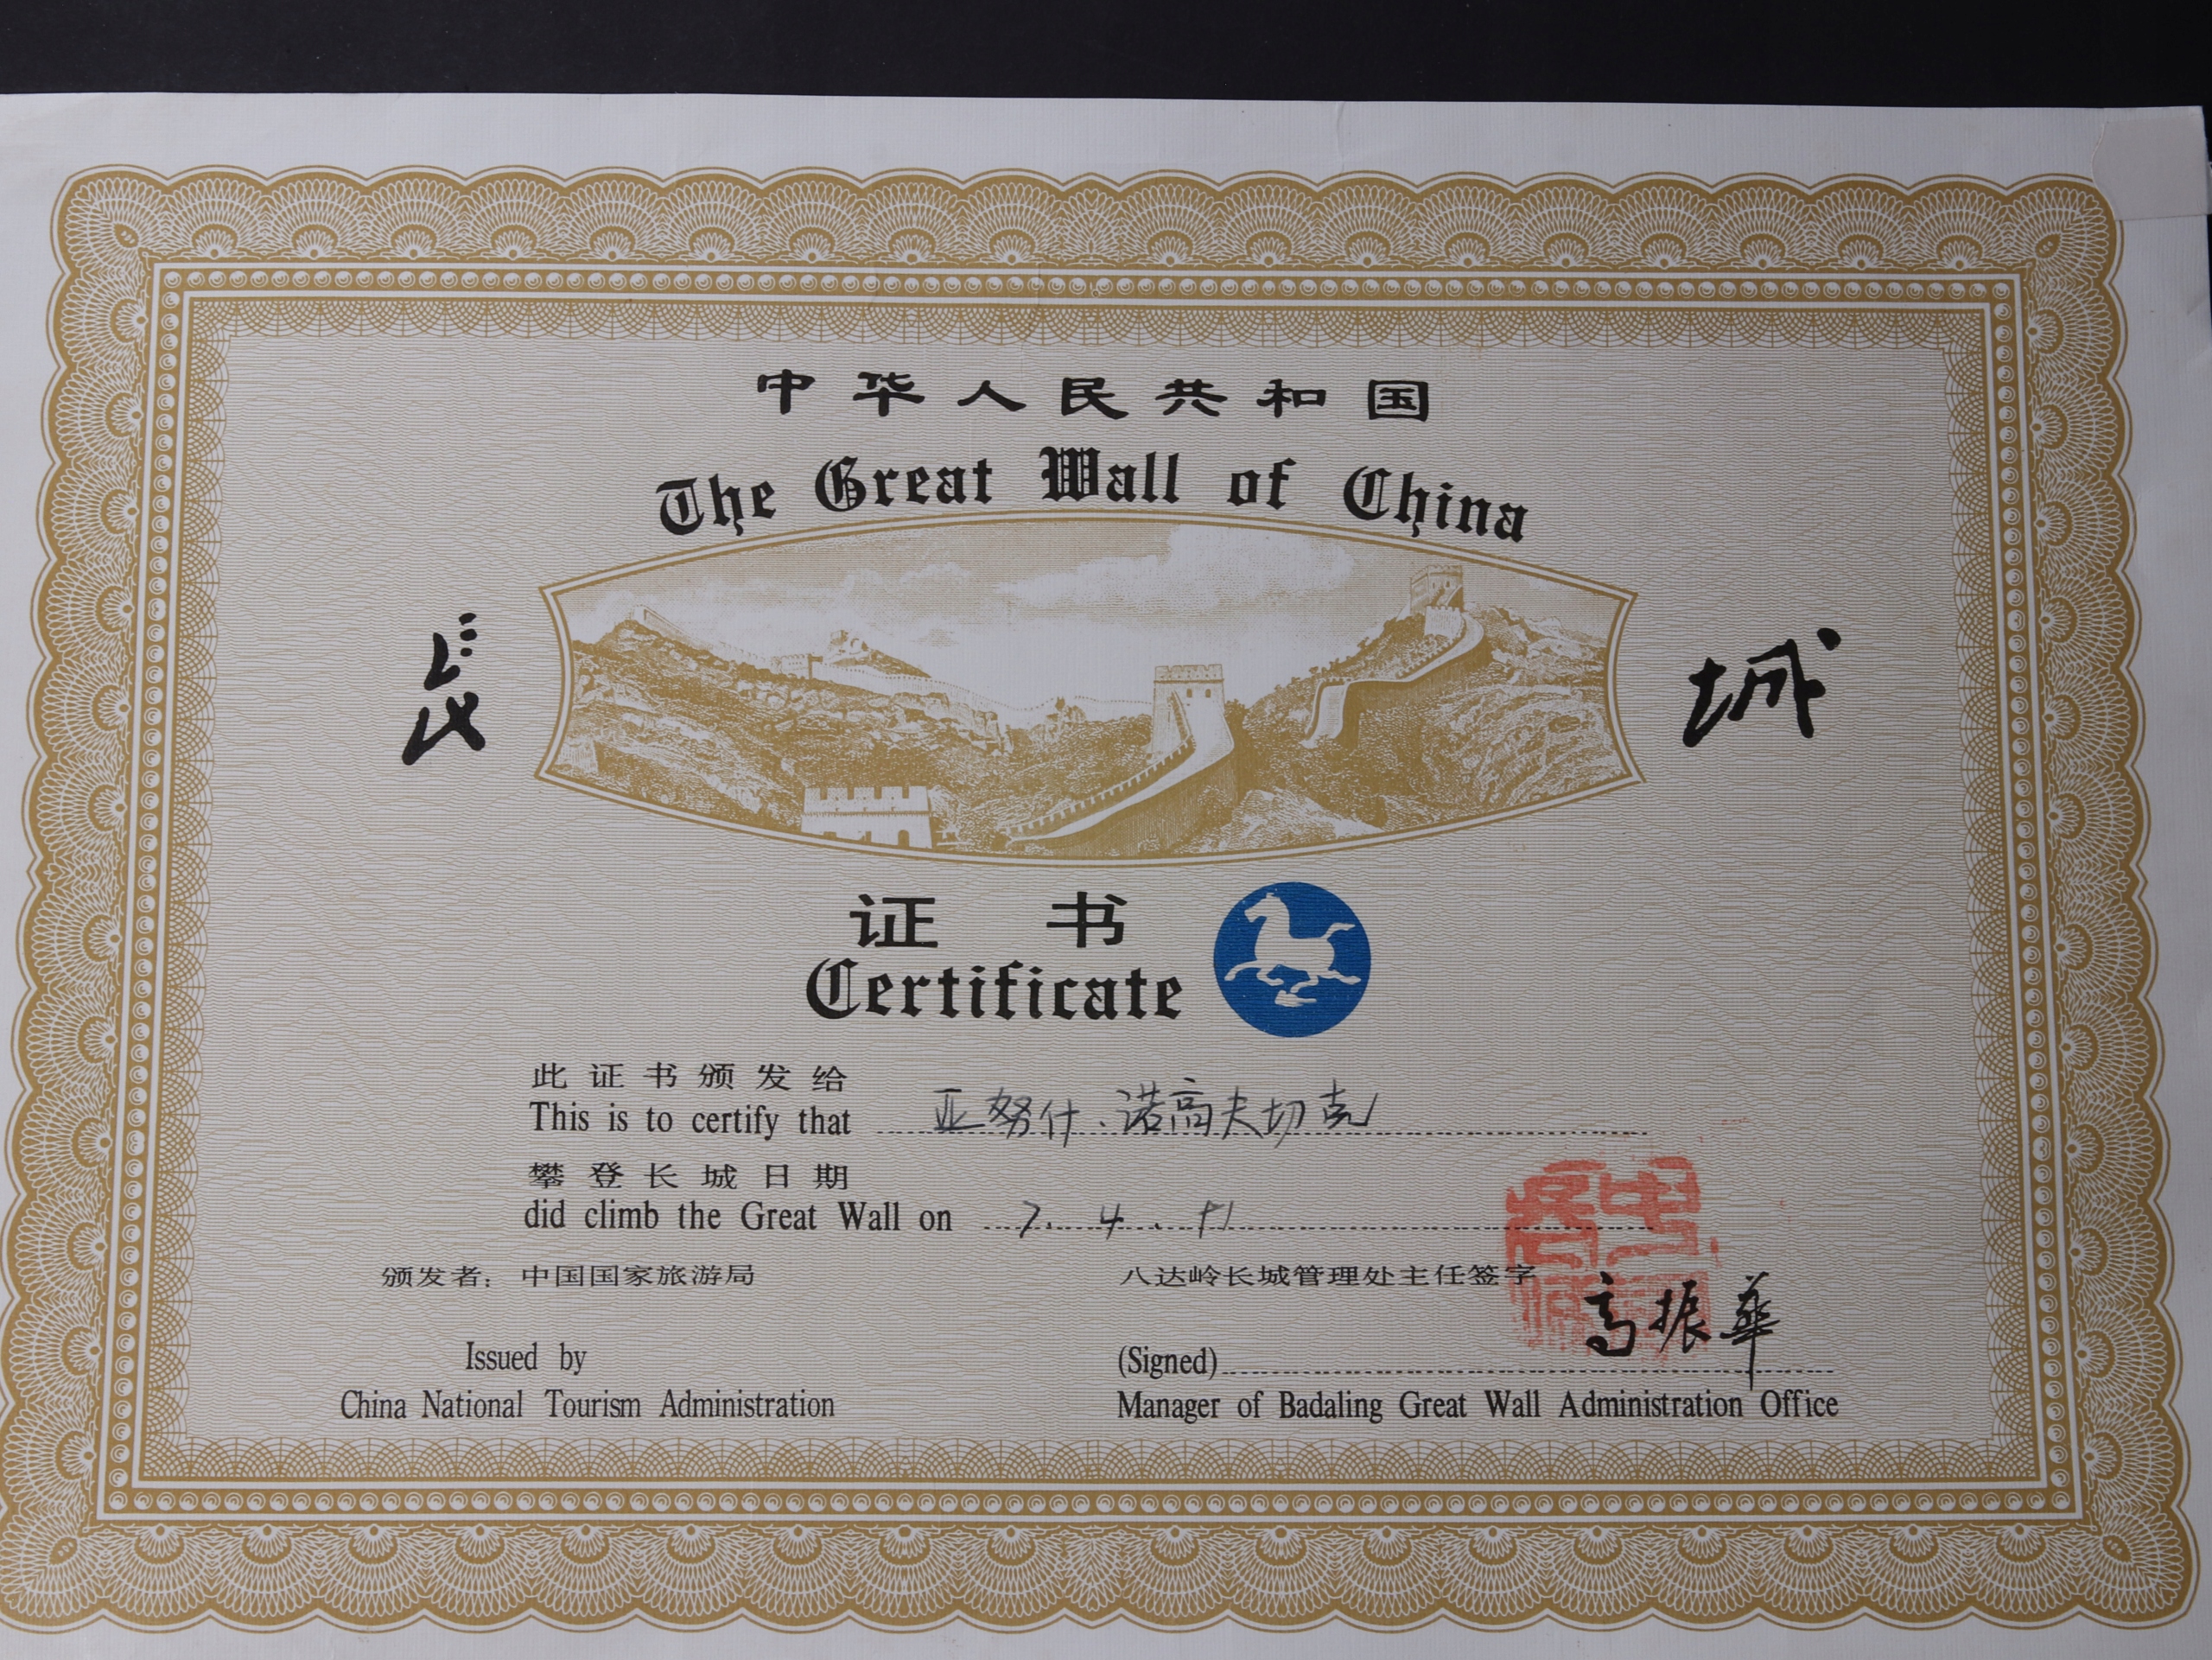 中华人民共和国
The Great Wall of China
长城
证书
Certificate
此证书颁发给
This is to certify that 亚努什·诺高夫切克
攀登长城日期
did climb the Great Wall on 7. 4. 91
颁发者：中国国家旅游局
Issued by
China National Tourism Administration
八达岭长城管理处主任签字
(Signed) 高振華
Manager of Badaling Great Wall Administration Office